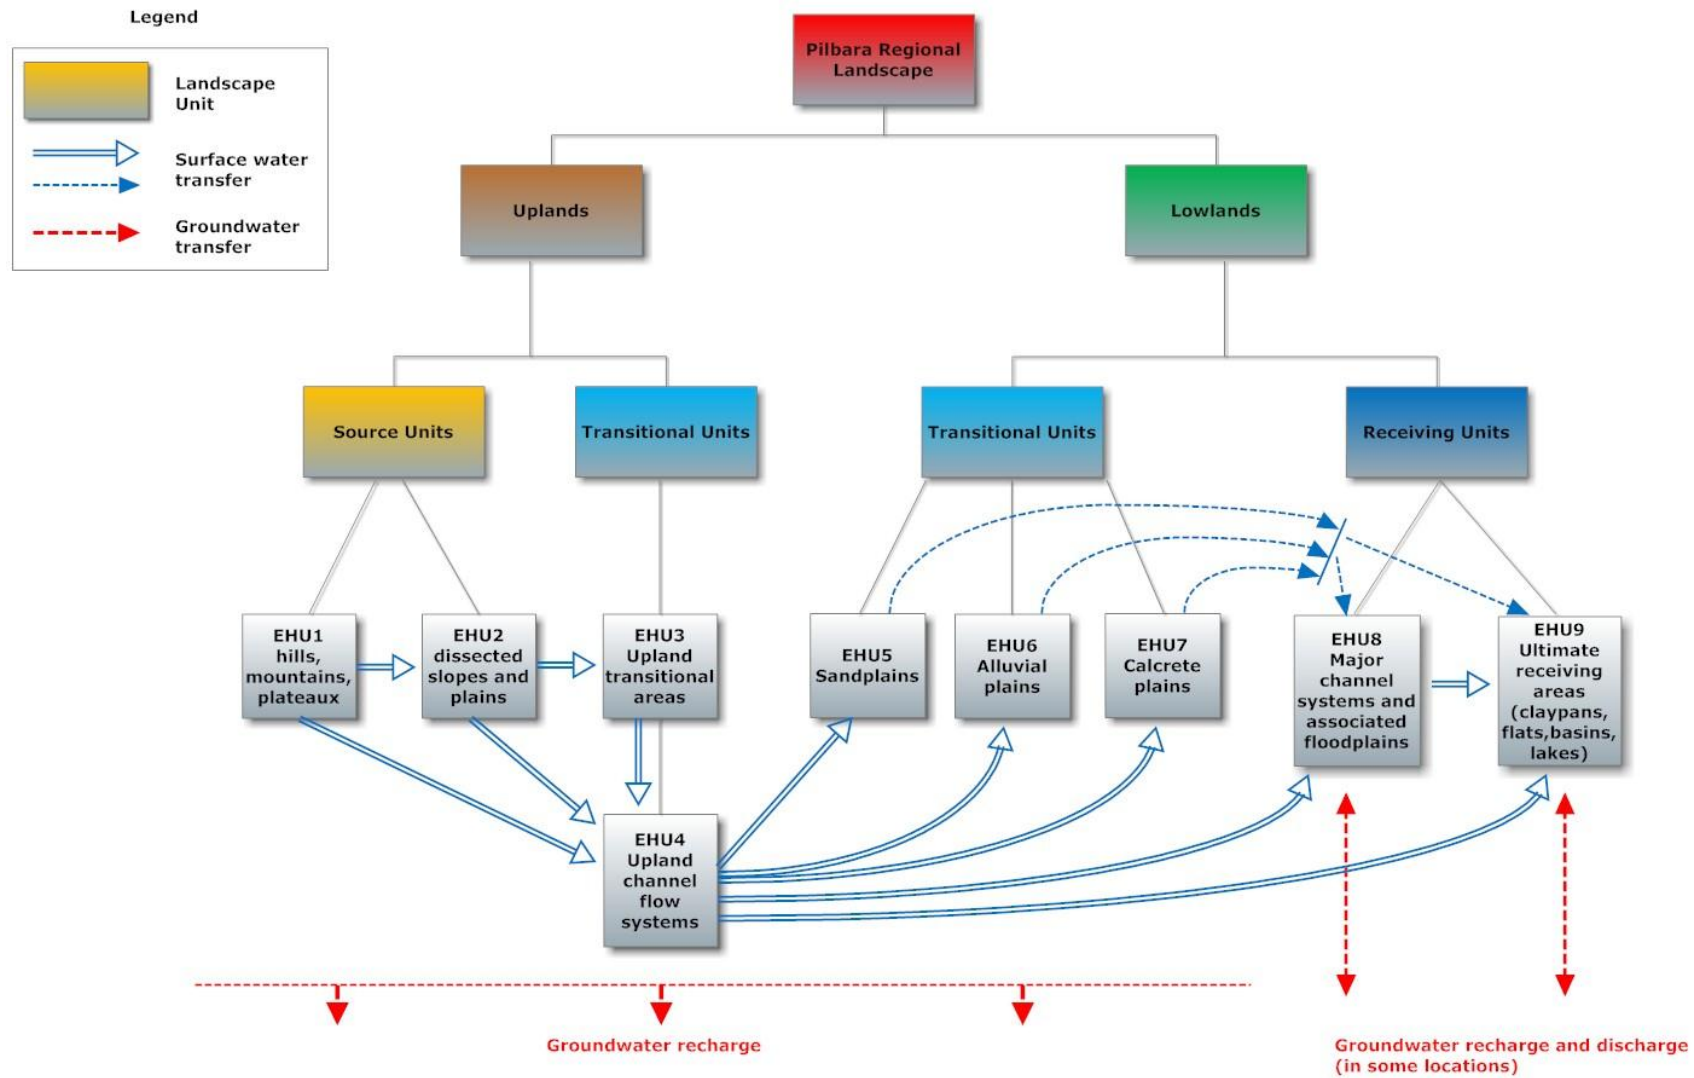 Legend
Landscape
Unit
Surface water
transfer
Groundwater
transfer
Pilbara Regional
Landscape
Uplands
Lowlands
Source Units
Transitional Units
Transitional Units
Receiving Units
EHU1
hills,
mountains,
plateaux
EHU2
dissected
slopes and
plains
EHU3
Upland
transitional
areas
EHU4
Upland
channel
flow
systems
EHU5
Sandplains
EHU6
Alluvial
plains
EHU7
Calcrete
plains
EHU8
Major
channel
systems and
associated
floodplains
EHU9
Ultimate
receiving
areas
(claypans,
flats,basins,
lakes)
Groundwater recharge
Groundwater recharge and discharge
(in some locations)